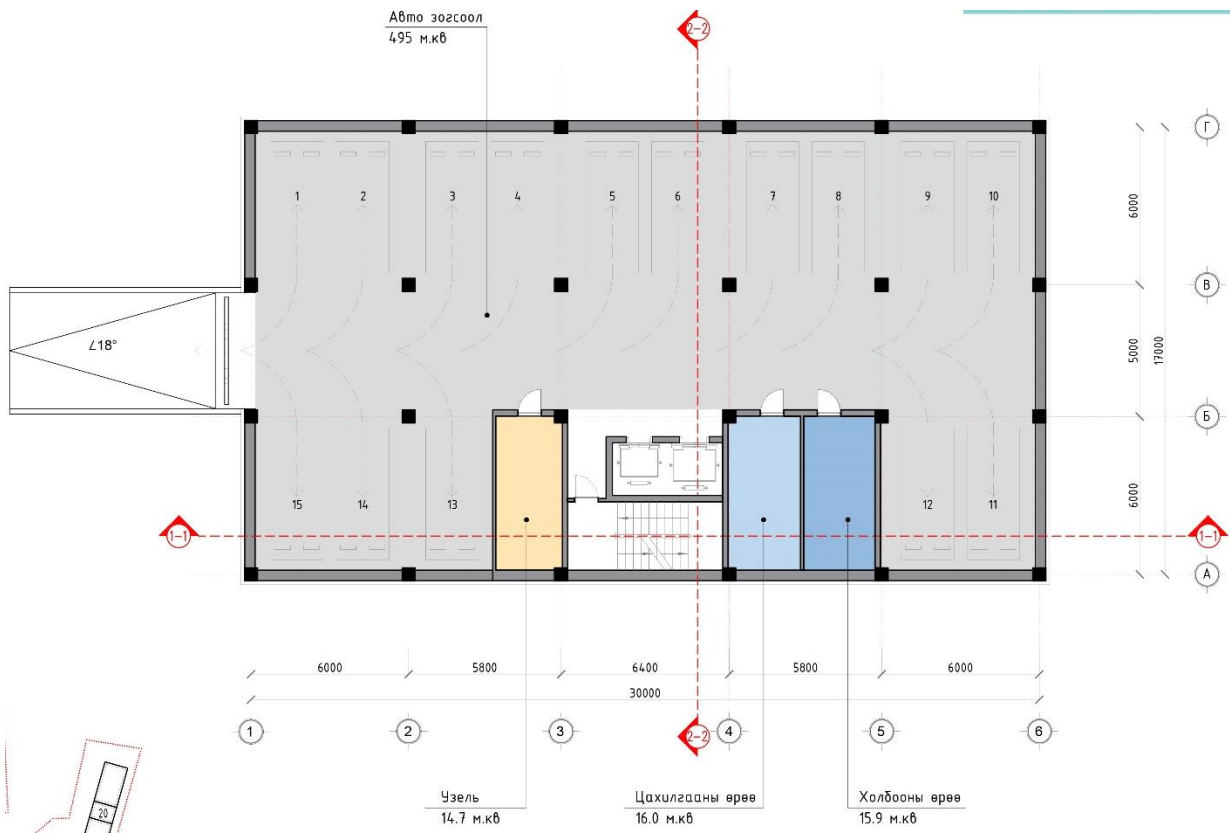 Авто зогсоол
495 м.кв
2-2
Г
1 2 3 4 5 6 7 8 9 10
6000
В
∠18°
5000
17000
Б
15 14 13 12 11
6000
1-1 1-1
А
6000 5800 6400 5800 6000
30000
1 2 3 4 5 6
2-2
20
Узель
14.7 м.кв
Цахилгааны өрөө
16.0 м.кв
Холбооны өрөө
15.9 м.кв